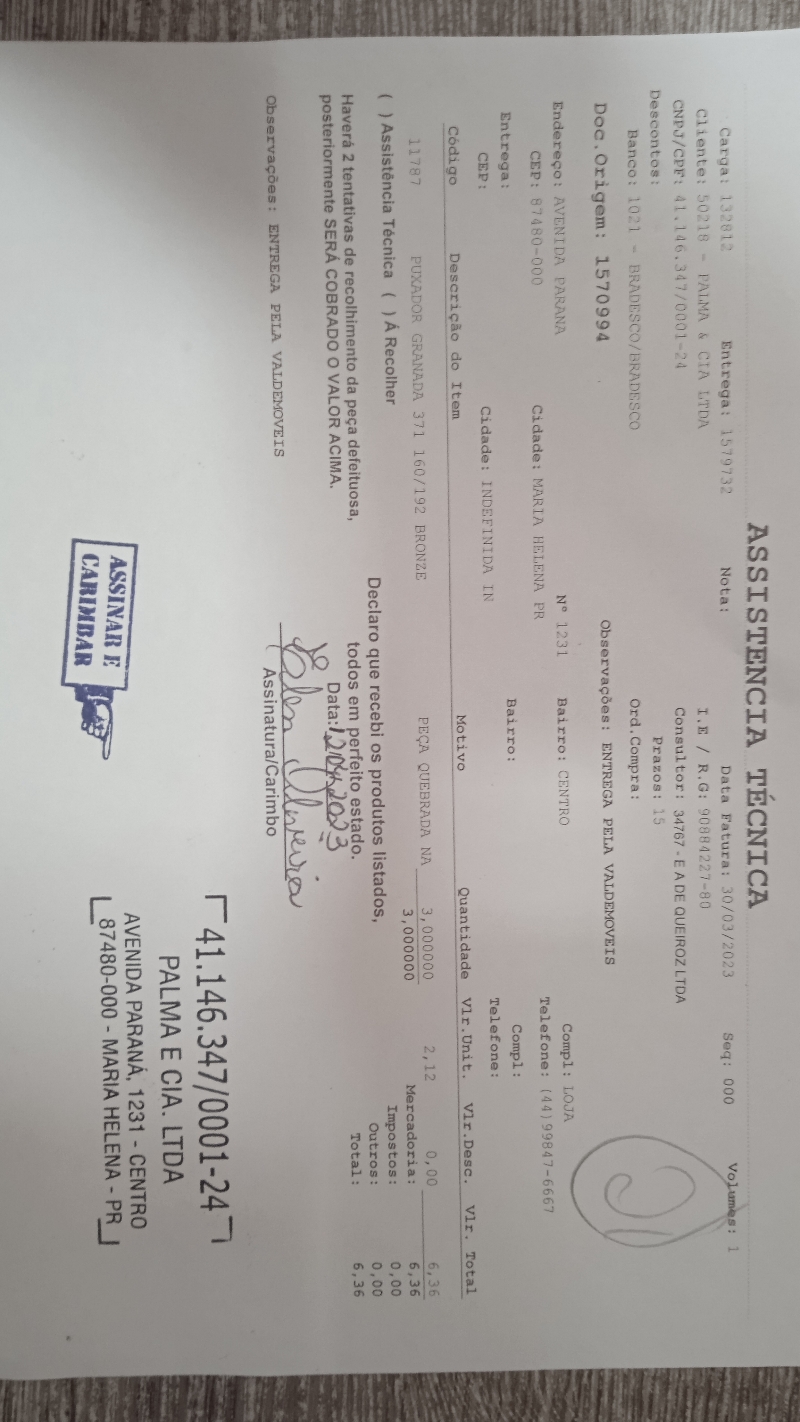 ASSISTENCIA TÉCNICA
Carga: 132812 Entrega: 1579732 Nota: Data Fatura: 30/03/2023 Seq: 000 Volumes: 1
Cliente: 50218 - PALMA & CIA LTDA I.E / R.G: 90884227-80
CNPJ/CPF: 41.146.347/0001-24 Consultor: 34767 - E A DE QUEIROZ LTDA
Descontos: Prazos: 15
Banco: 1021 - BRADESCO/BRADESCO Ord.Compra:
Doc.Origem: 1570994 Observações: ENTREGA PELA VALDEMOVEIS
Endereço: AVENIDA PARANA Nº 1231 Bairro: CENTRO Compl: LOJA
CEP: 87480-000 Cidade: MARIA HELENA PR Telefone: (44)99847-6667
Entrega: Bairro: Compl:
CEP: Cidade: INDEFINIDA IN Telefone:
Código Descrição do Item Motivo Quantidade Vlr.Unit. Vlr.Desc. Vlr. Total
11787 PUXADOR GRANADA 371 160/192 BRONZE PEÇA QUEBRADA NA 3,000000 2,12 0,00 6,36
3,000000 Mercadoria: 6,36
Impostos: 0,00
Outros: 0,00
Total: 6,36
( ) Assistência Técnica ( ) Á Recolher
Haverá 2 tentativas de recolhimento da peça defeituosa,
posteriormente SERÁ COBRADO O VALOR ACIMA.
Declaro que recebi os produtos listados,
todos em perfeito estado.
Data:
Assinatura/Carimbo
Observações: ENTREGA PELA VALDEMOVEIS
ASSINAR E
CARIMBAR
41.146.347/0001-24
PALMA E CIA. LTDA
AVENIDA PARANÁ, 1231 - CENTRO
87480-000 - MARIA HELENA - PR